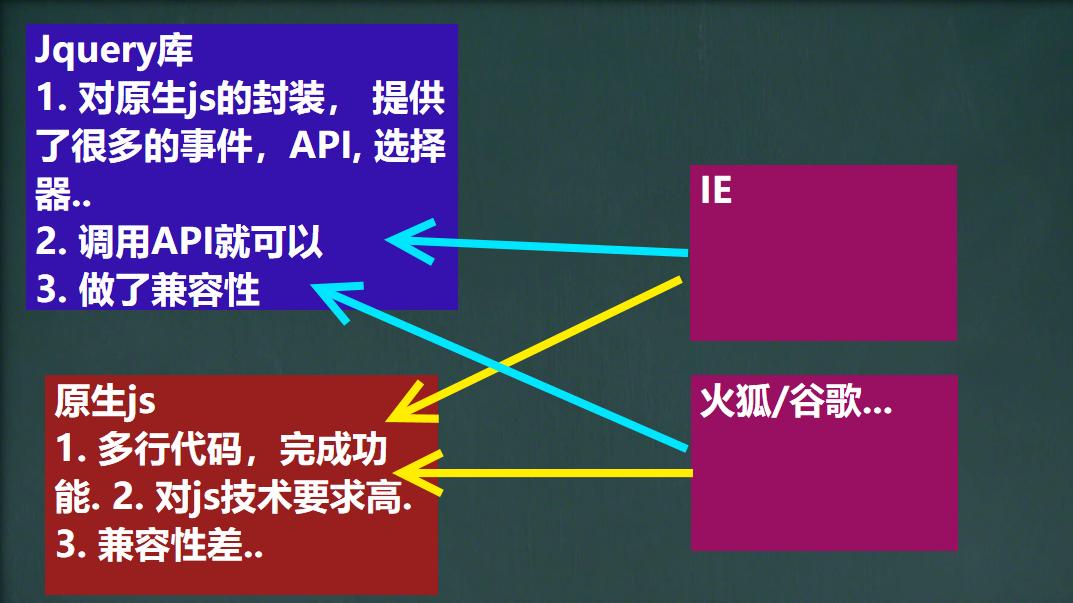 Jquery库
1. 对原生js的封装， 提供
了很多的事件，API, 选择
器..
2. 调用API就可以
3. 做了兼容性
原生js
1. 多行代码，完成功
能. 2. 对js技术要求高.
3. 兼容性差..
IE
火狐/谷歌...